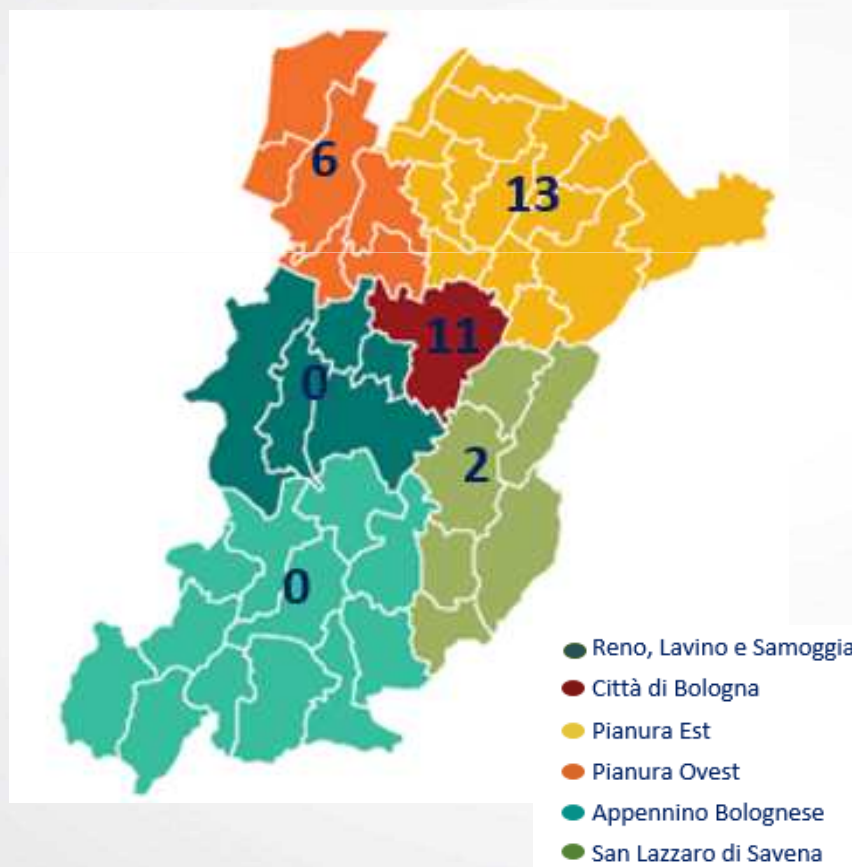 6
13
11
0
2
0
Reno, Lavino e Samoggia
Città di Bologna
Pianura Est
Pianura Ovest
Appennino Bolognese
San Lazzaro di Savena